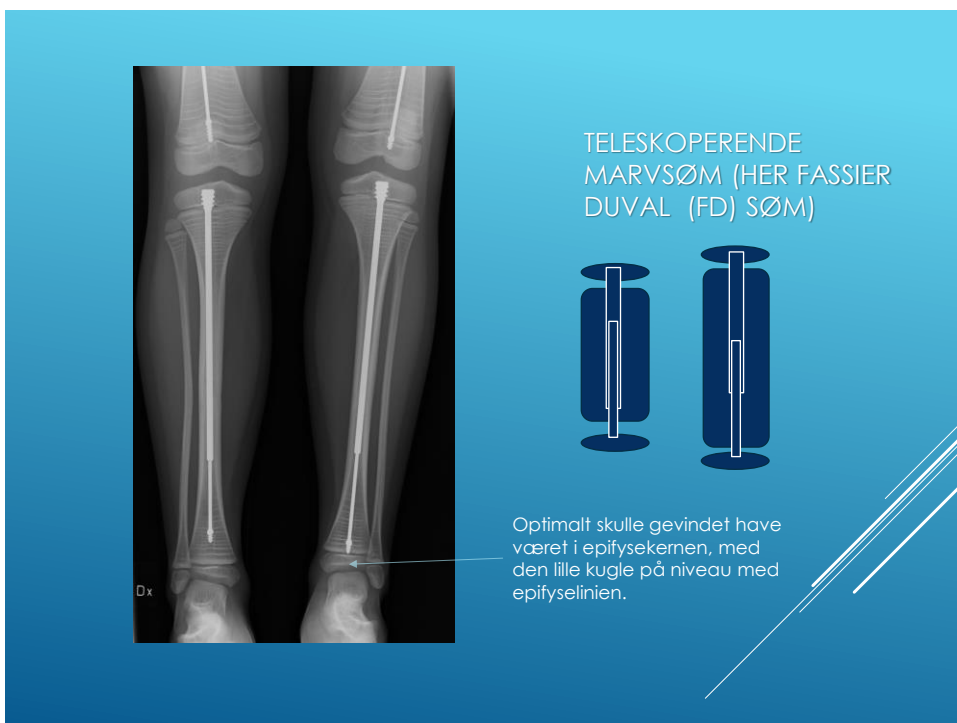 TELESKOPERENDE
MARVSØM (HER FASSIER
DUVAL (FD) SØM)
Optimalt skulle gevindet have
været i epifysekernen, med
den lille kugle på niveau med
epifyselinien.
Dx